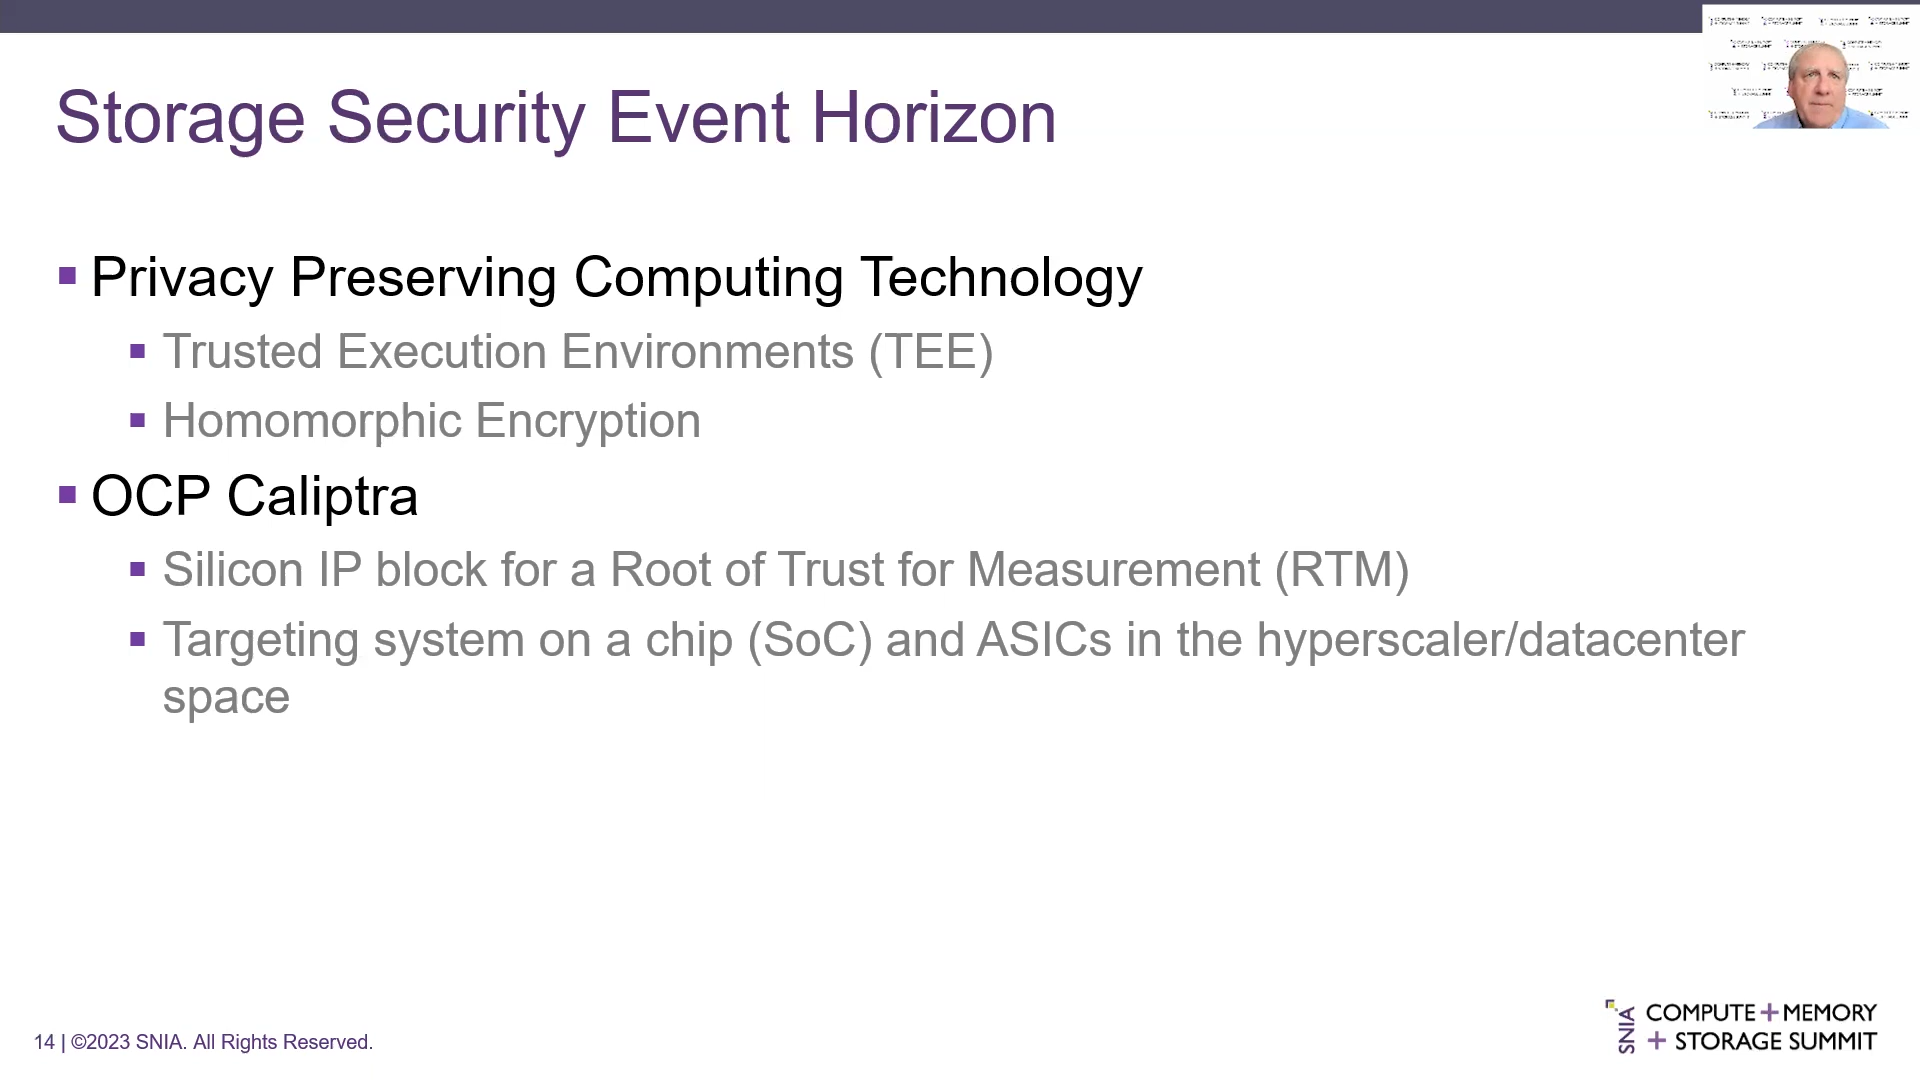 Storage Security Event Horizon
Privacy Preserving Computing Technology
Trusted Execution Environments (TEE)
Homomorphic Encryption
OCP Caliptra
Silicon IP block for a Root of Trust for Measurement (RTM)
Targeting system on a chip (SoC) and ASICs in the hyperscaler/datacenter
space
14 | ©2023 SNIA. All Rights Reserved.
SNIA
COMPUTE+MEMORY
+ STORAGE SUMMIT